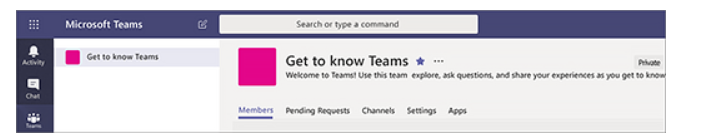 Microsoft Teams
Search or type a command
Activity
Chat
Teams
Get to know Teams
Get to know Teams
Private
Welcome to Teams! Use this team explore, ask questions, and share your experiences as you get to know
Members Pending Requests Channels Settings Apps